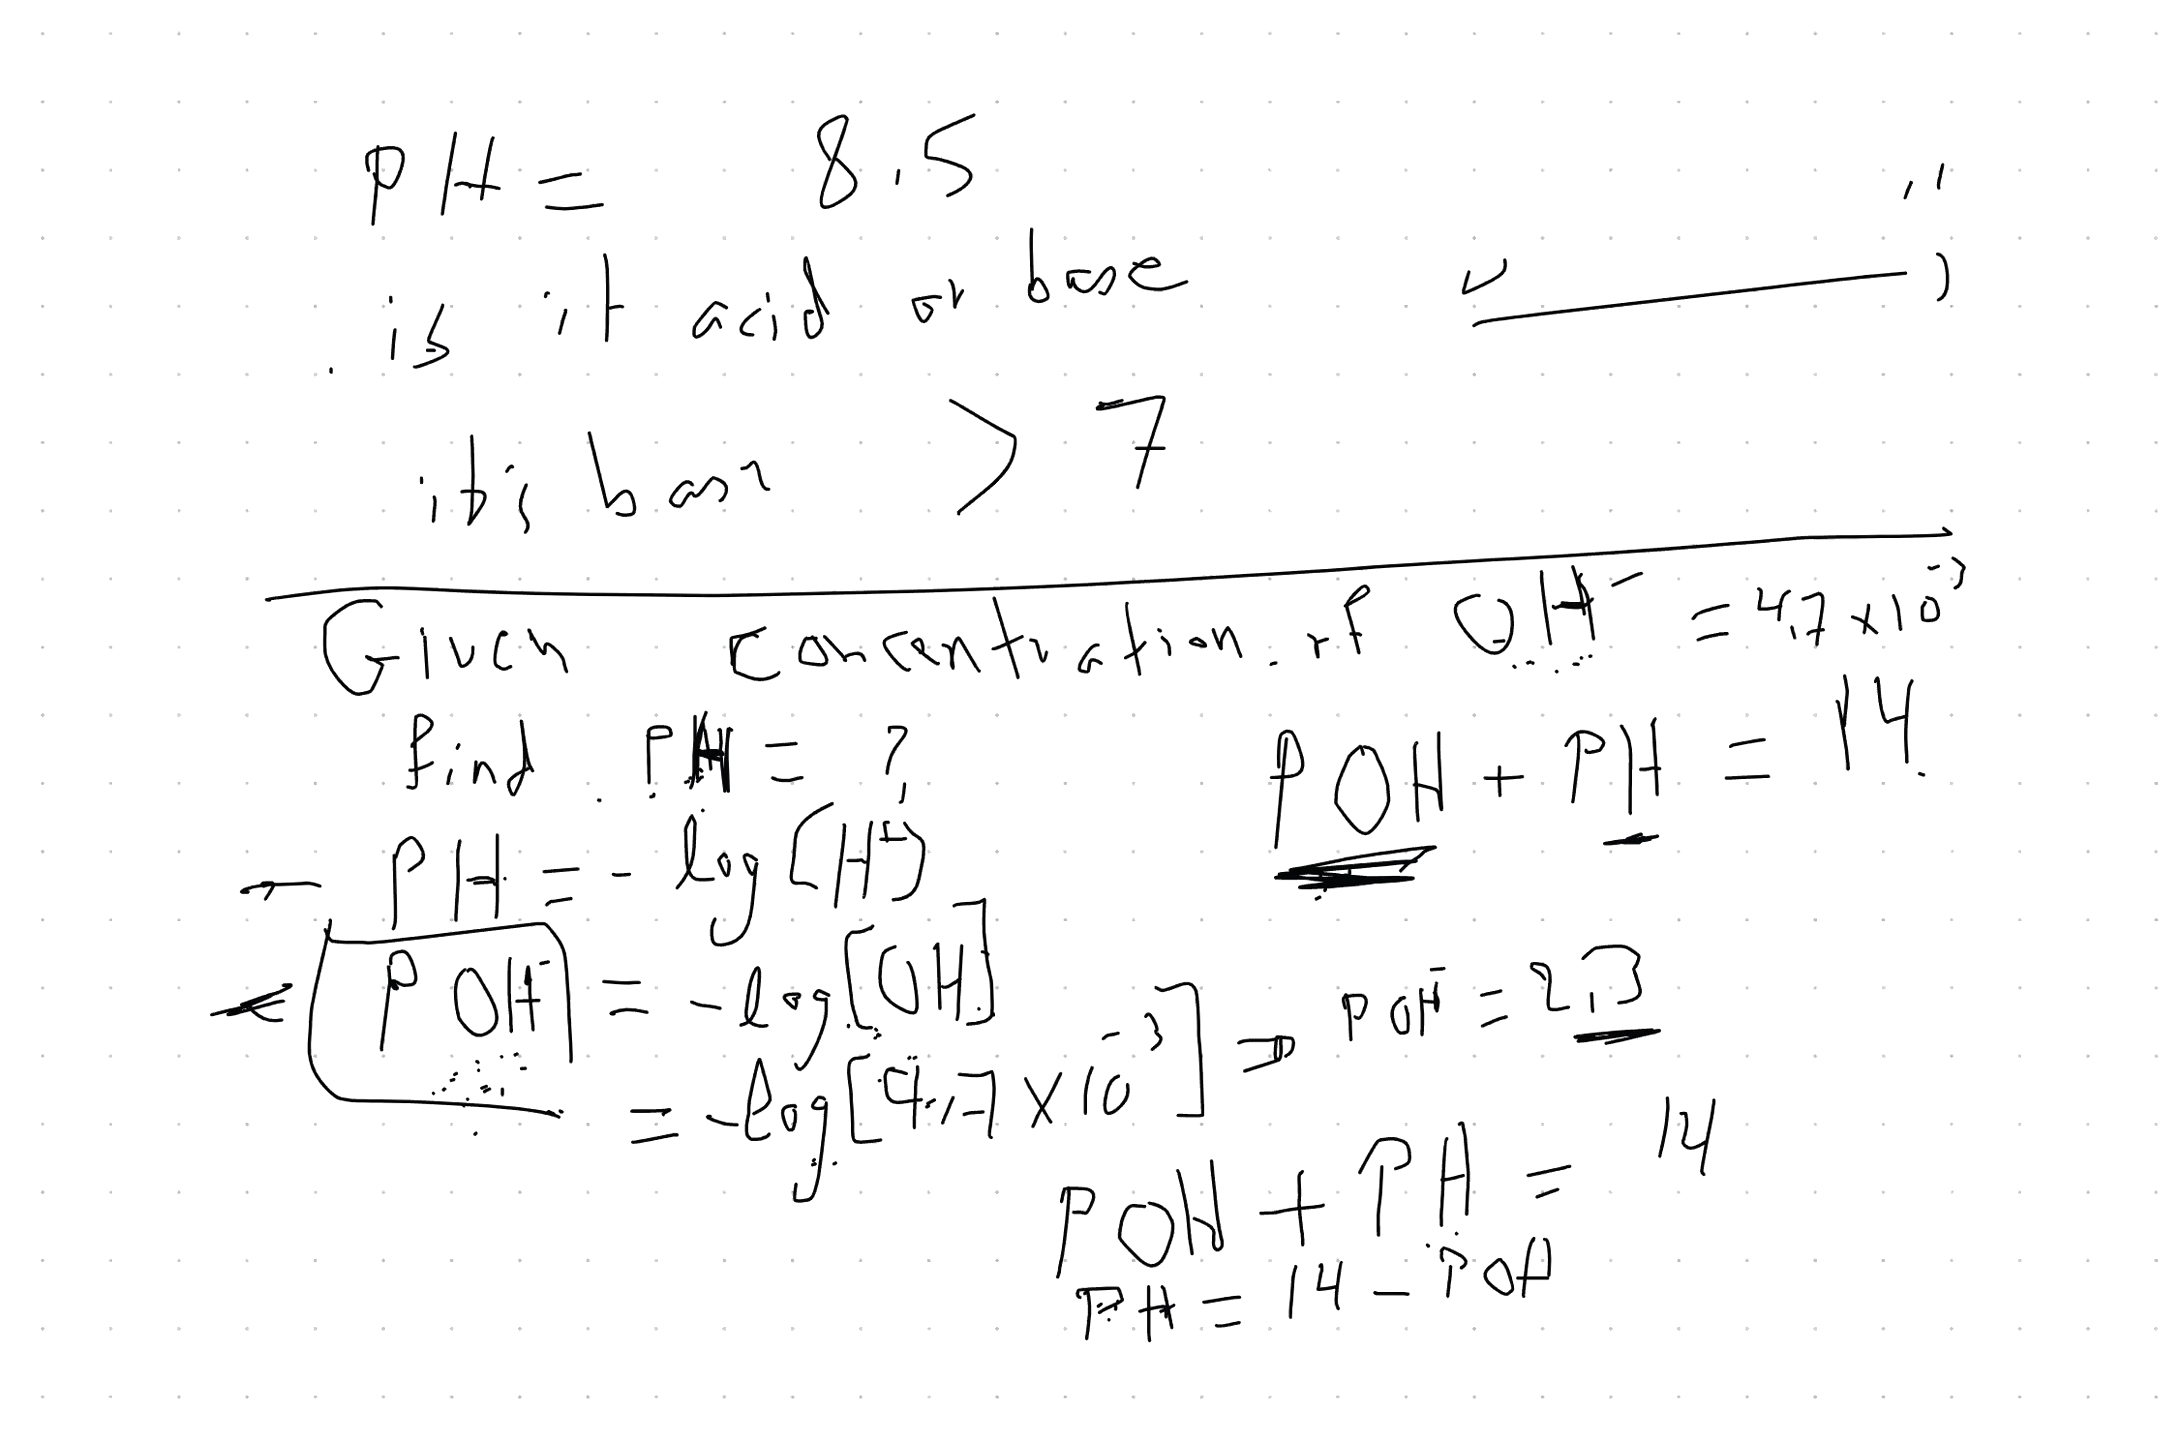 PH = 8.5
is it acid or base
it's base > 7
Given concentration of OH⁻ = 4.7 x 10⁻³
find PH = ?
POH + PH = 14
- PH = - log [H⁺)
POH⁻ = - log [OH]
= - log [4.7 x 10⁻³] ⇒ POH⁻ = 2.3
POH + PH = 14
PH = 14 - POH